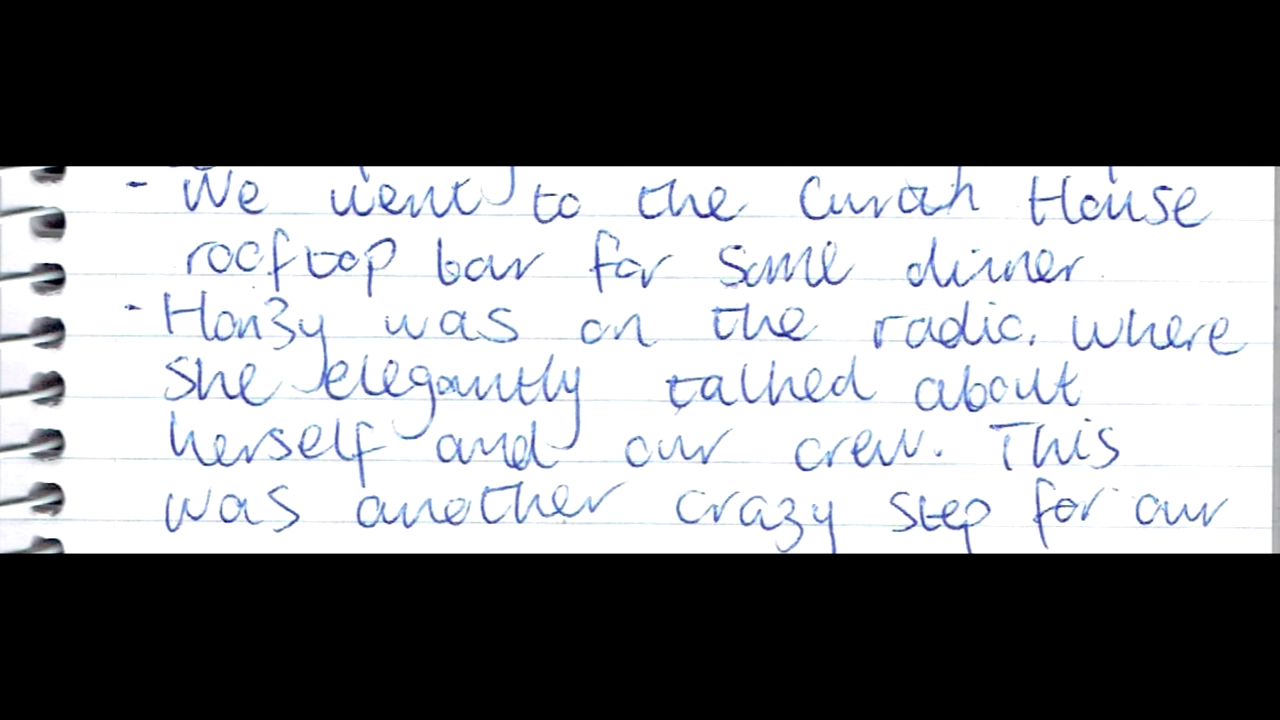 - We went to the Curtain House
rooftop bar for some dinner
- Honzy was on the radio, where
she elegantly talked about
herself and our crew. This
was another crazy step for our